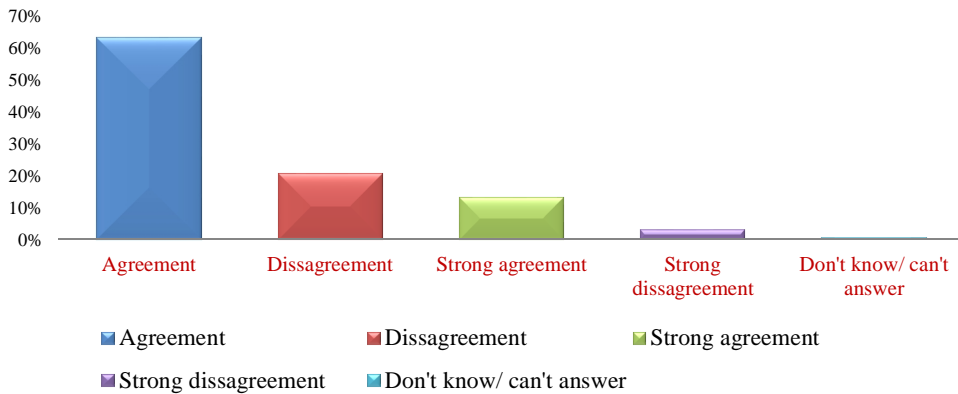 70%
60%
50%
40%
30%
20%
10%
0%
Agreement Dissagreement Strong agreement Strong dissagreement Don't know/ can't answer
Agreement Dissagreement Strong agreement
Strong dissagreement Don't know/ can't answer